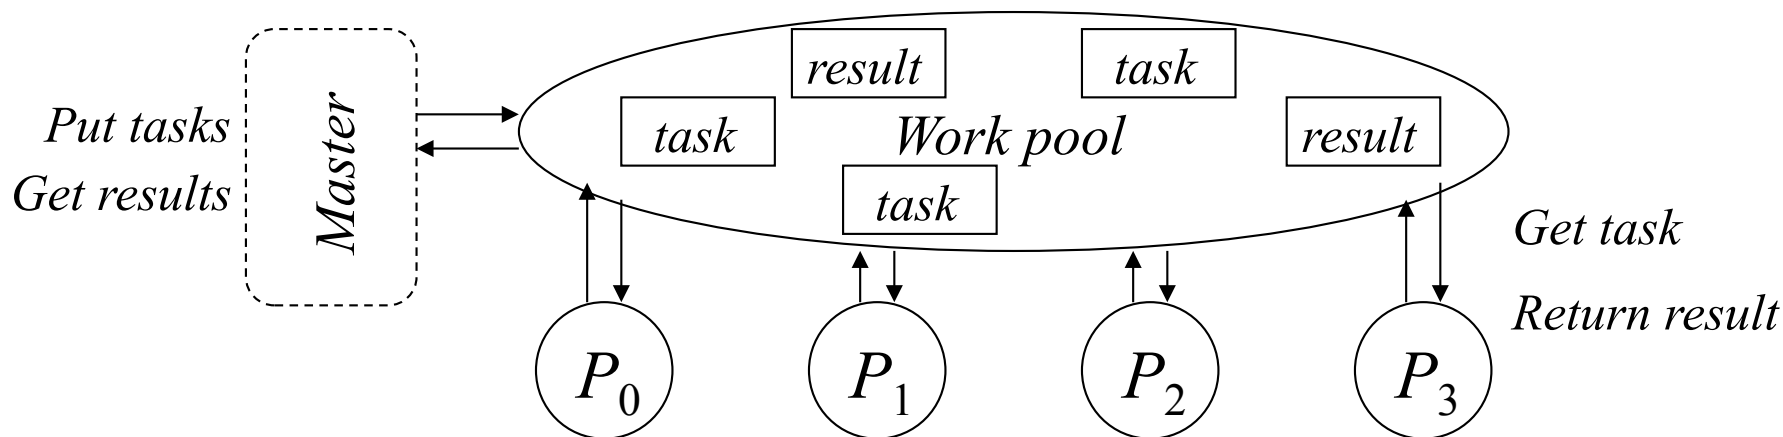 Put tasks
Get results
Master
result
task
task
Work pool
result
task
Get task
Return result
P0
P1
P2
P3